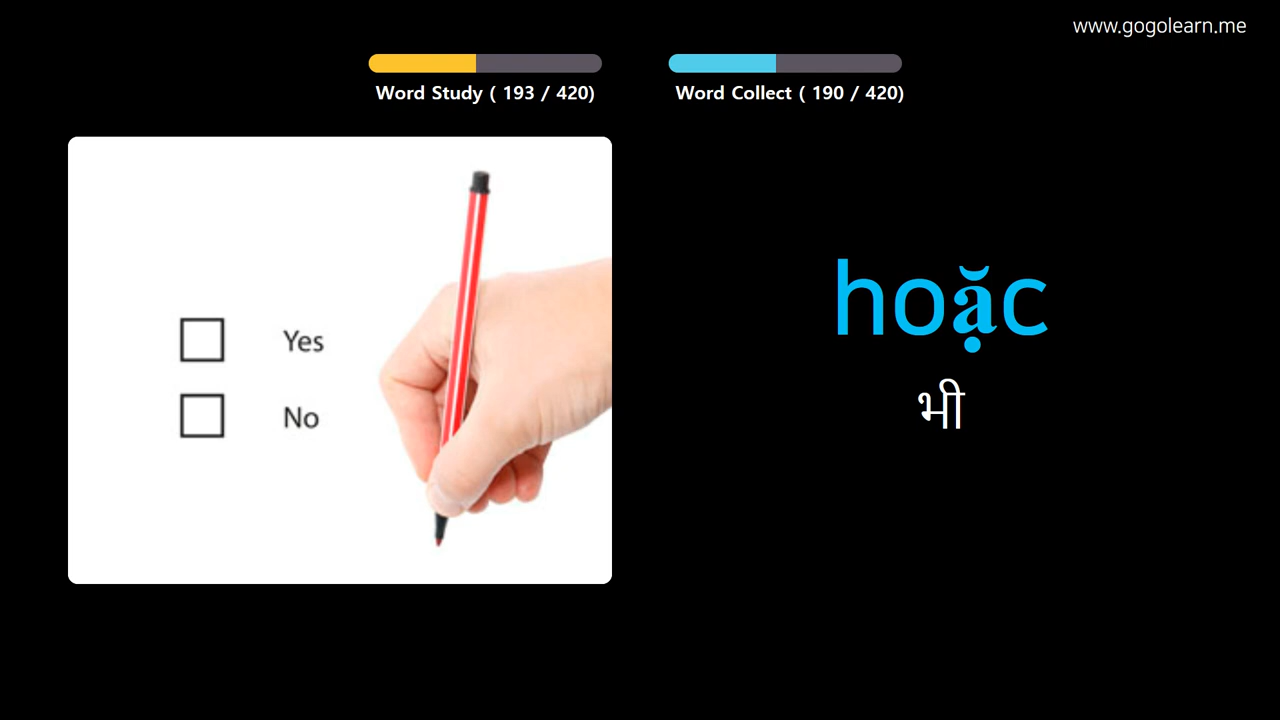 www.gogolearn.me
Word Study ( 193 / 420)
Word Collect ( 190 / 420)
Yes
No
hoặc
भी